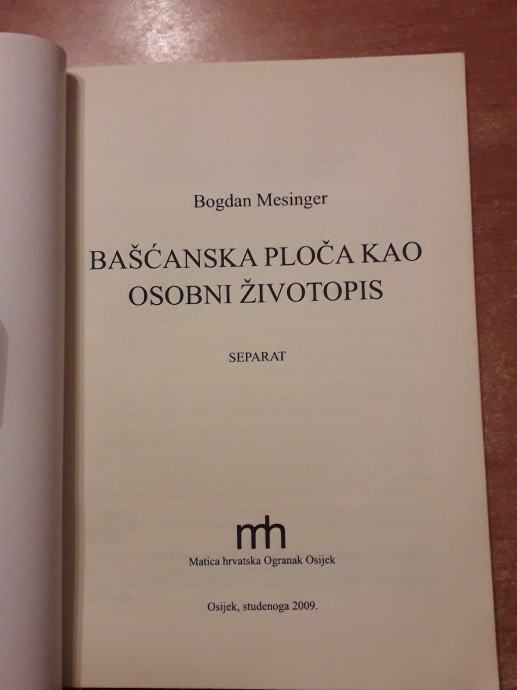 Bogdan Mesinger
BAŠĆANSKA PLOČA KAO
OSOBNI ŽIVOTOPIS
SEPARAT
mh
Matica hrvatska Ogranak Osijek
Osijek, studenoga 2009.